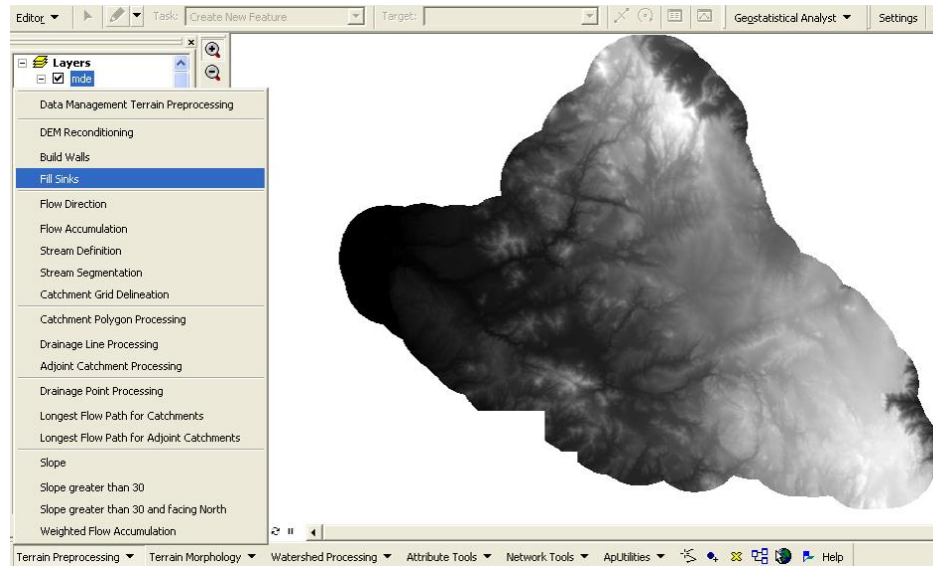 Editor Task: Create New Feature Target: Geostatistical Analyst Settings
Layers
mde
Data Management Terrain Preprocessing
DEM Reconditioning
Build Walls
Fill Sinks
Flow Direction
Flow Accumulation
Stream Definition
Stream Segmentation
Catchment Grid Delineation
Catchment Polygon Processing
Drainage Line Processing
Adjoint Catchment Processing
Drainage Point Processing
Longest Flow Path for Catchments
Longest Flow Path for Adjoint Catchments
Slope
Slope greater than 30
Slope greater than 30 and facing North
Weighted Flow Accumulation
Terrain Preprocessing Terrain Morphology Watershed Processing Attribute Tools Network Tools ApUtilities Help